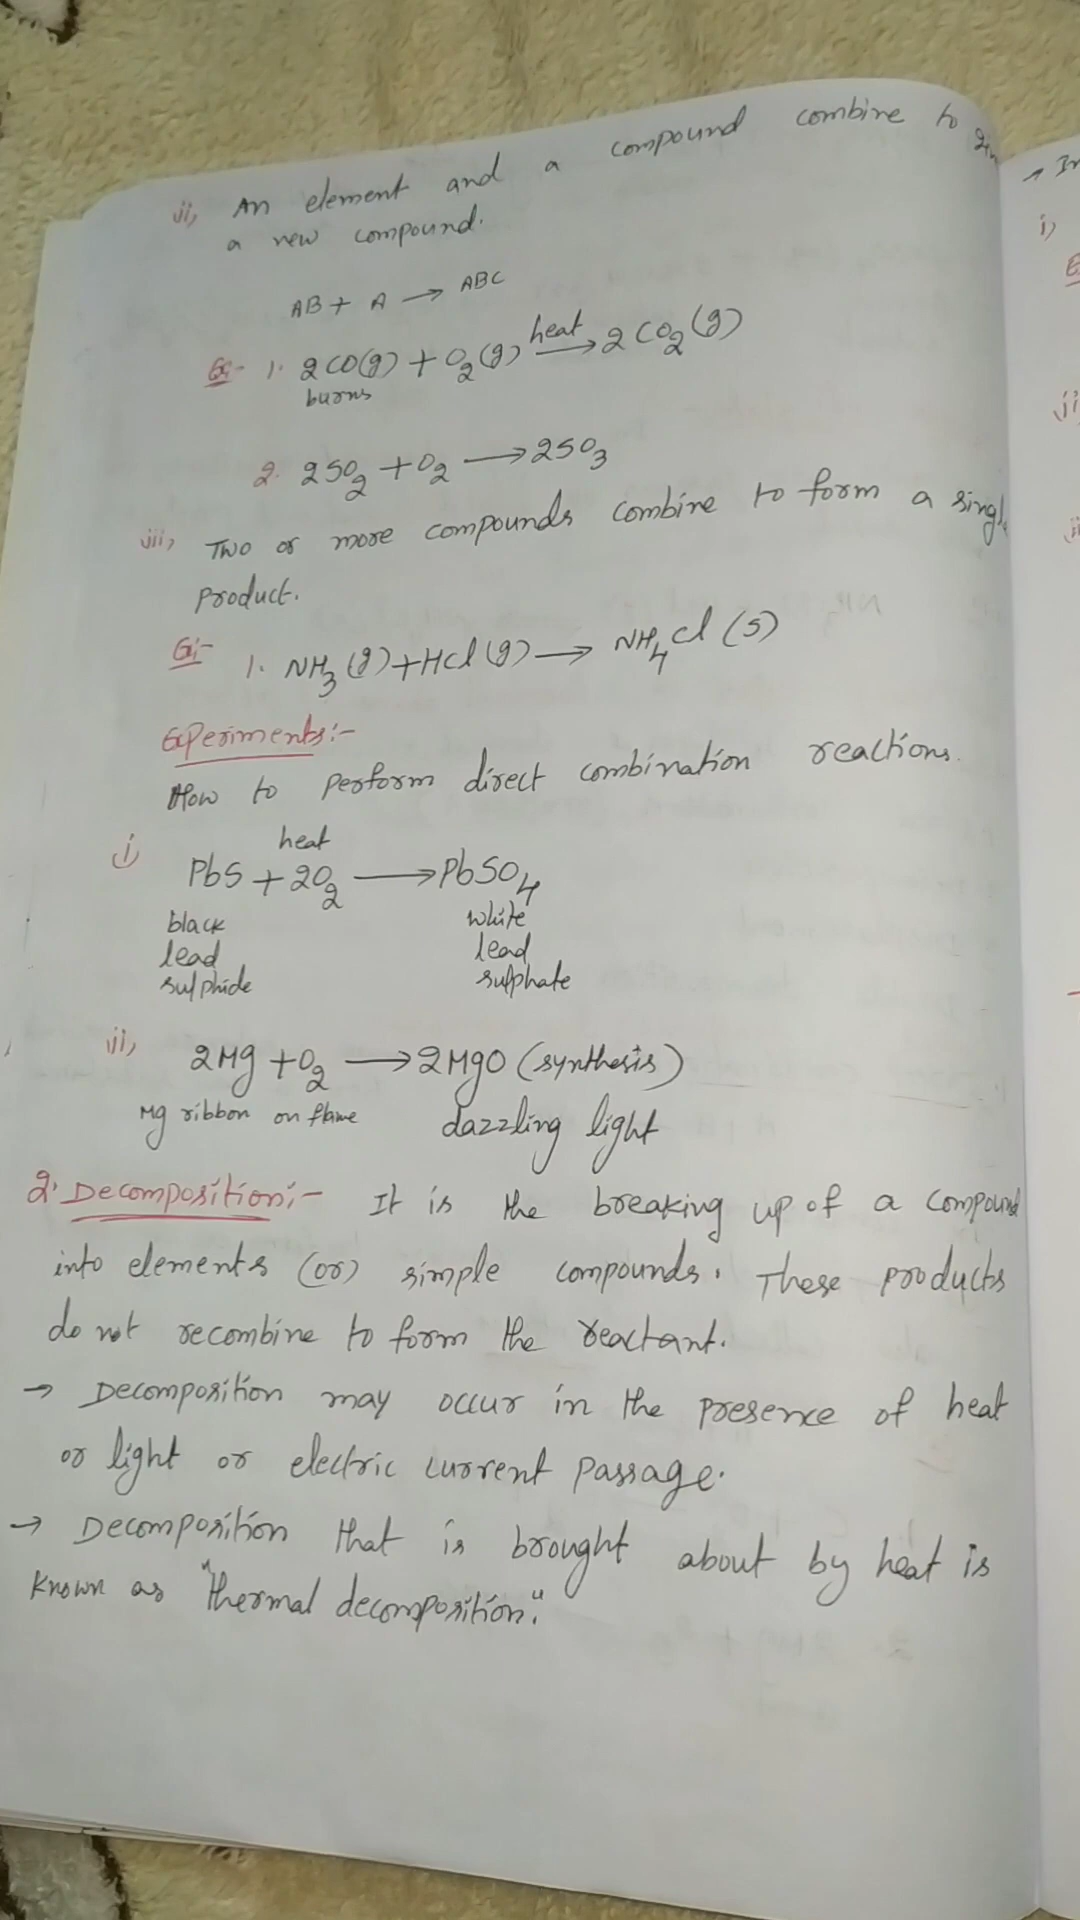 ii, An element and a compound combine to
a new compound.
AB + A → ABC
Ex:- 1. 2CO(g) + O₂(g) heat → 2CO₂(g)
burns
2. 2SO₂ + O₂ → 2SO₃
iii, Two or more compounds combine to form a single
product.
Ex:- 1. NH₃(g) + HCl(g) → NH₄Cl(s)
Experiments:-
How to perform direct combination reactions.
heat
i PbS + 2O₂ → PbSO₄
black white
lead lead
sulphide sulphate
ii, 2Mg + O₂ → 2MgO (synthesis)
Mg ribbon on flame dazzling light
2. Decomposition:- It is the breaking up of a compound
into elements (or) simple compounds. These products
do not recombine to form the reactant.
→ Decomposition may occur in the presence of heat
or light or electric current passage.
→ Decomposition that is brought about by heat is
known as "thermal decomposition."
i,